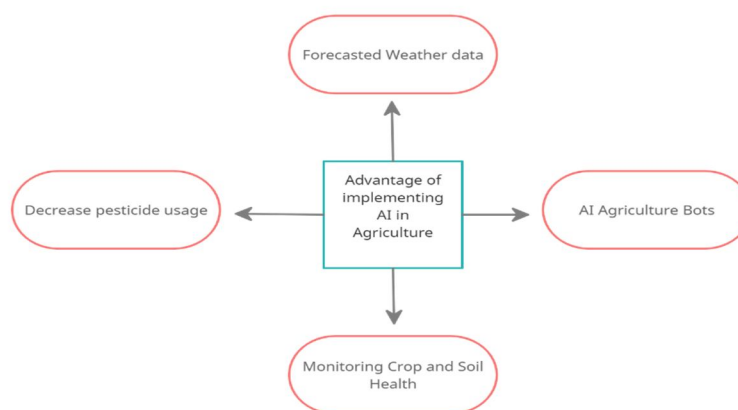 Forecasted Weather data
Decrease pesticide usage
Advantage of
implementing
AI in
Agriculture
AI Agriculture Bots
Monitoring Crop and Soil
Health